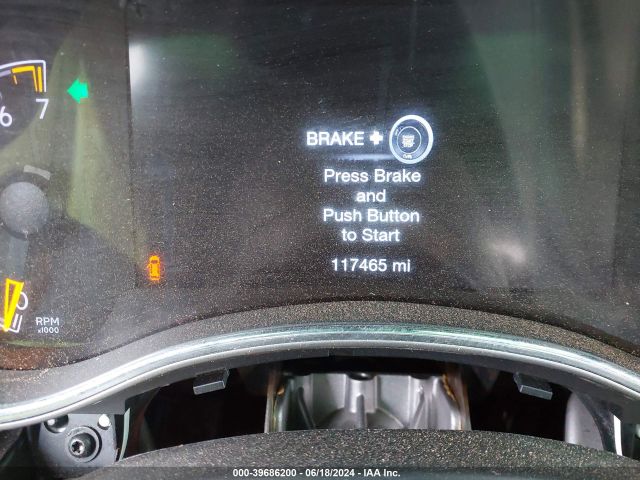 6
7
BRAKE +
Press Brake
and
Push Button
to Start
117465 mi
RPM
x1000
000-39686200 - 06/18/2024 - IAA Inc.